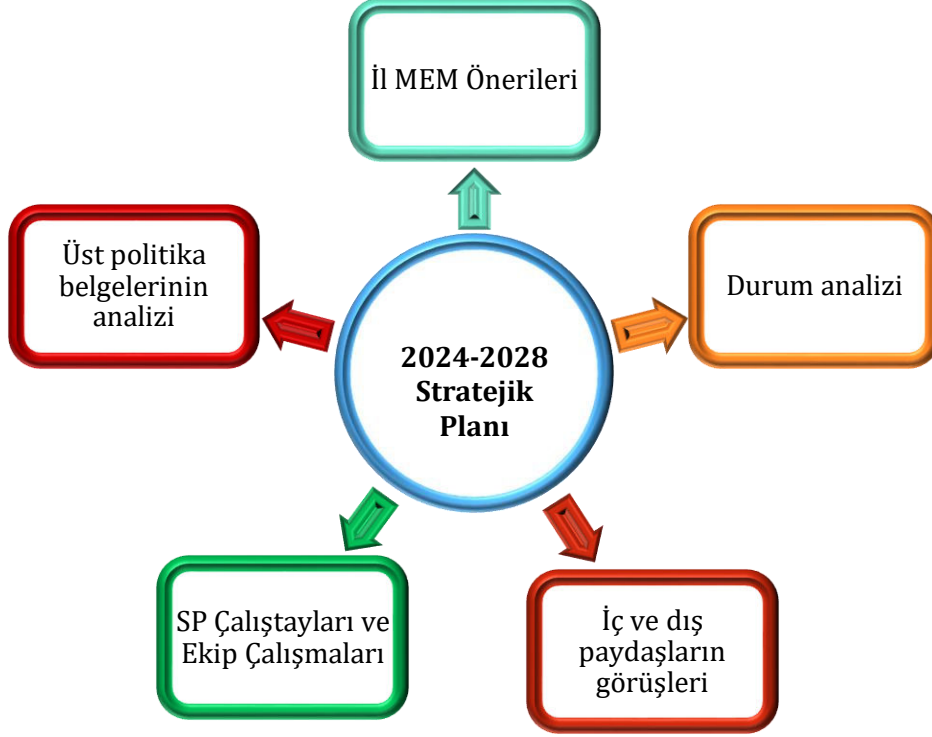 İl MEM Önerileri
Üst politika
belgelerinin
analizi
Durum analizi
2024-2028
Stratejik
Planı
SP Çalıştayları ve
Ekip Çalışmaları
İç ve dış
paydaşların
görüşleri